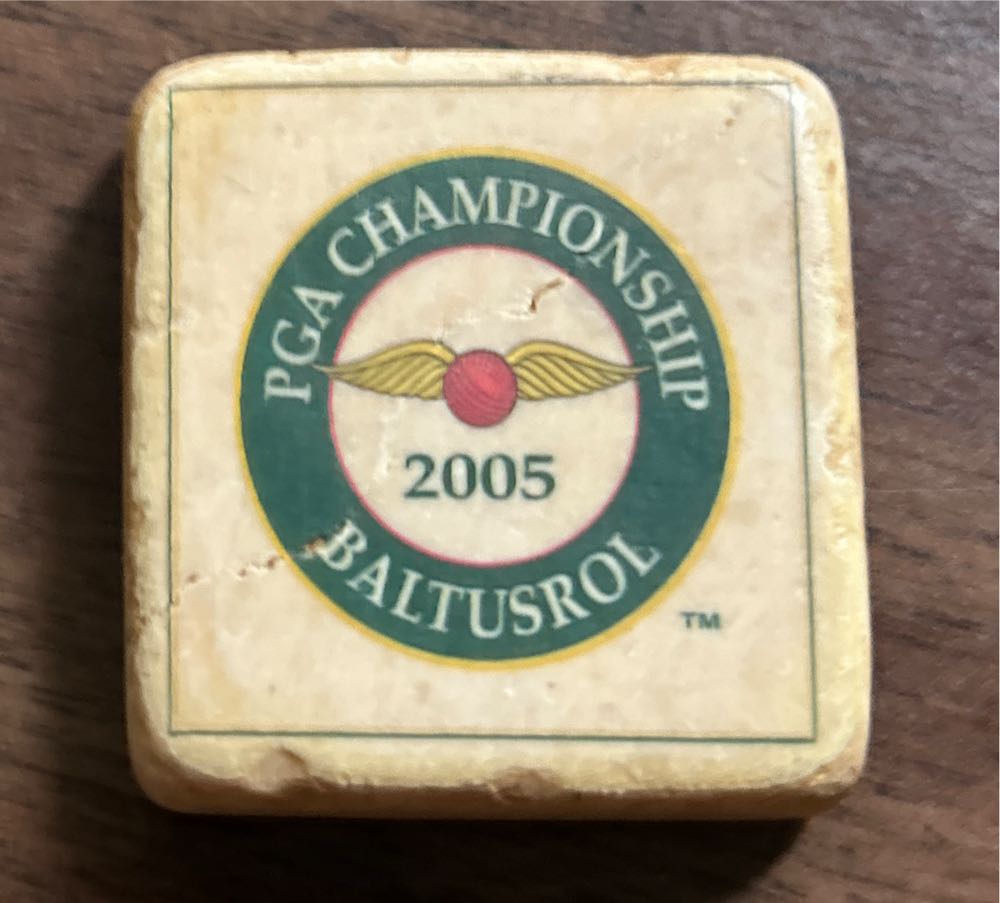 PGA CHAMPIONSHIP
2005
BALTUSROL
TM